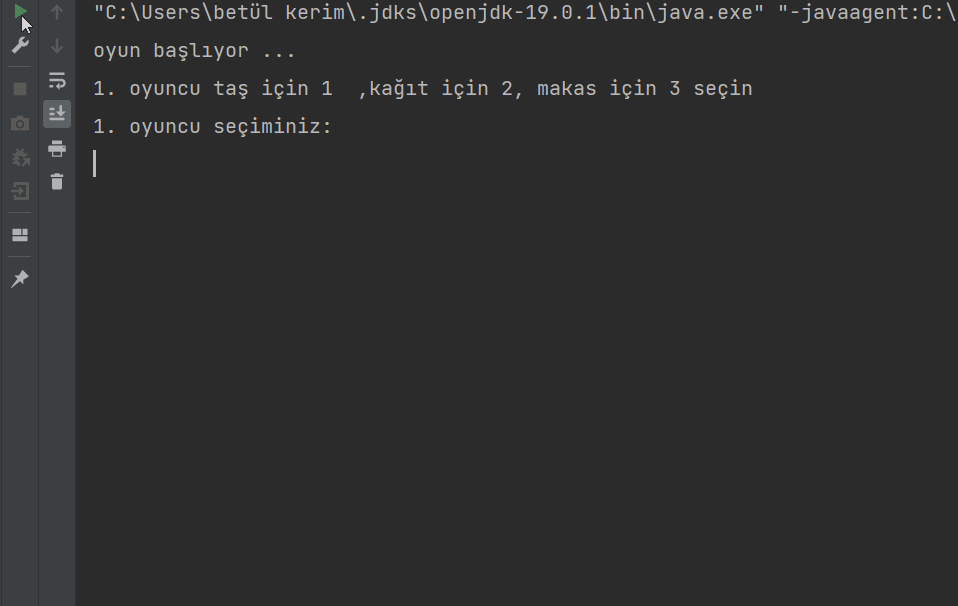 "C:\Users\betül kerim\.jdks\openjdk-19.0.1\bin\java.exe" "-javaagent:C:\
oyun başlıyor ...
1. oyuncu taş için 1  ,kağıt için 2, makas için 3 seçin
1. oyuncu seçiminiz: